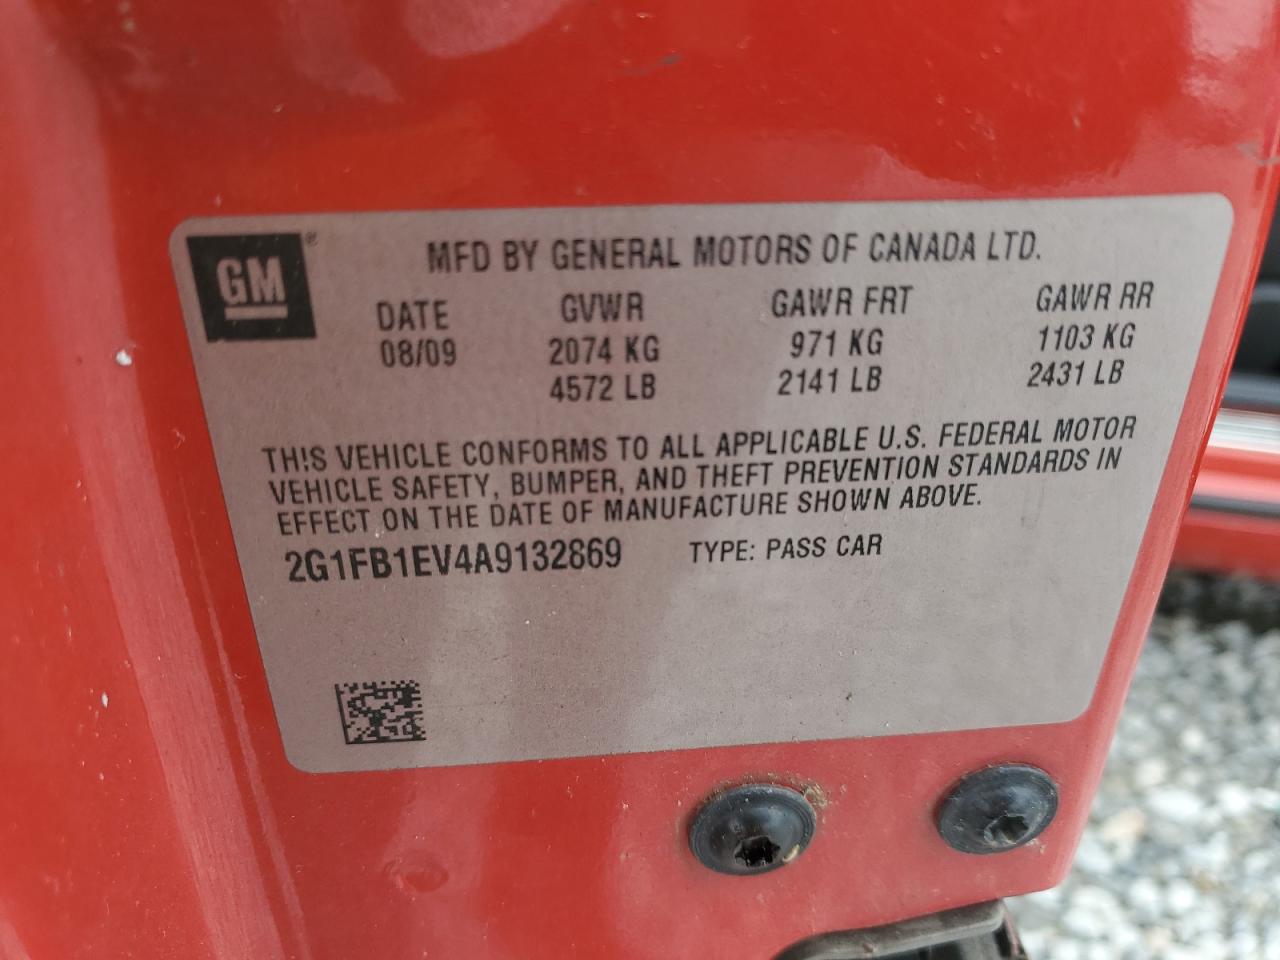 GM®
MFD BY GENERAL MOTORS OF CANADA LTD.
DATE GVWR GAWR FRT GAWR RR
08/09 2074 KG 971 KG 1103 KG
4572 LB 2141 LB 2431 LB
THIS VEHICLE CONFORMS TO ALL APPLICABLE U.S. FEDERAL MOTOR
VEHICLE SAFETY, BUMPER, AND THEFT PREVENTION STANDARDS IN
EFFECT ON THE DATE OF MANUFACTURE SHOWN ABOVE.
2G1FB1EV4A9132869 TYPE: PASS CAR